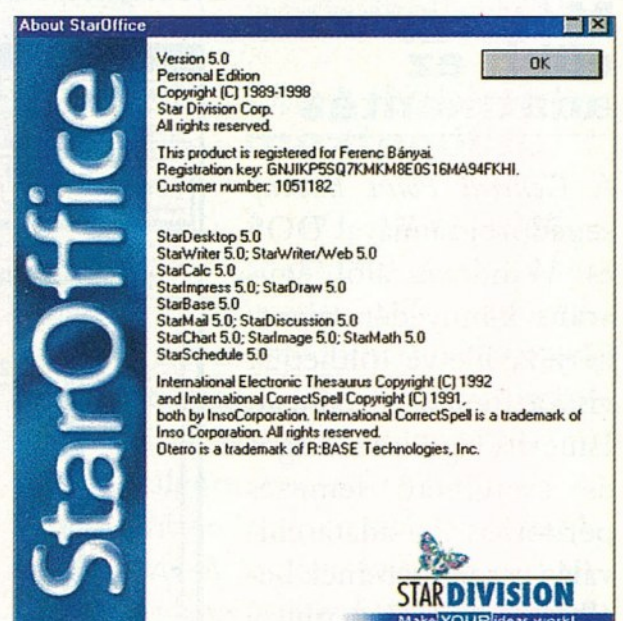 About StarOffice
StarOffice
Version 5.0
Personal Edition
Copyright (C) 1989-1998
Star Division Corp.
All rights reserved.
OK
This product is registered for Ferenc Bányai.
Registration key: GNJIKP5SQ7KMKM8E0S16MA94FKHI.
Customer number: 1051182.
StarDesktop 5.0
StarWriter 5.0; StarWriter/Web 5.0
StarCalc 5.0
StarImpress 5.0; StarDraw 5.0
StarBase 5.0
StarMail 5.0; StarDiscussion 5.0
StarChart 5.0; StarImage 5.0; StarMath 5.0
StarSchedule 5.0
International Electronic Thesaurus Copyright (C) 1992
and International CorrectSpell Copyright (C) 1991,
both by InsoCorporation. International CorrectSpell is a trademark of
Inso Corporation. All rights reserved.
Oterro is a trademark of R:BASE Technologies, Inc.
STAR DIVISION
Make YOUR ideas work!